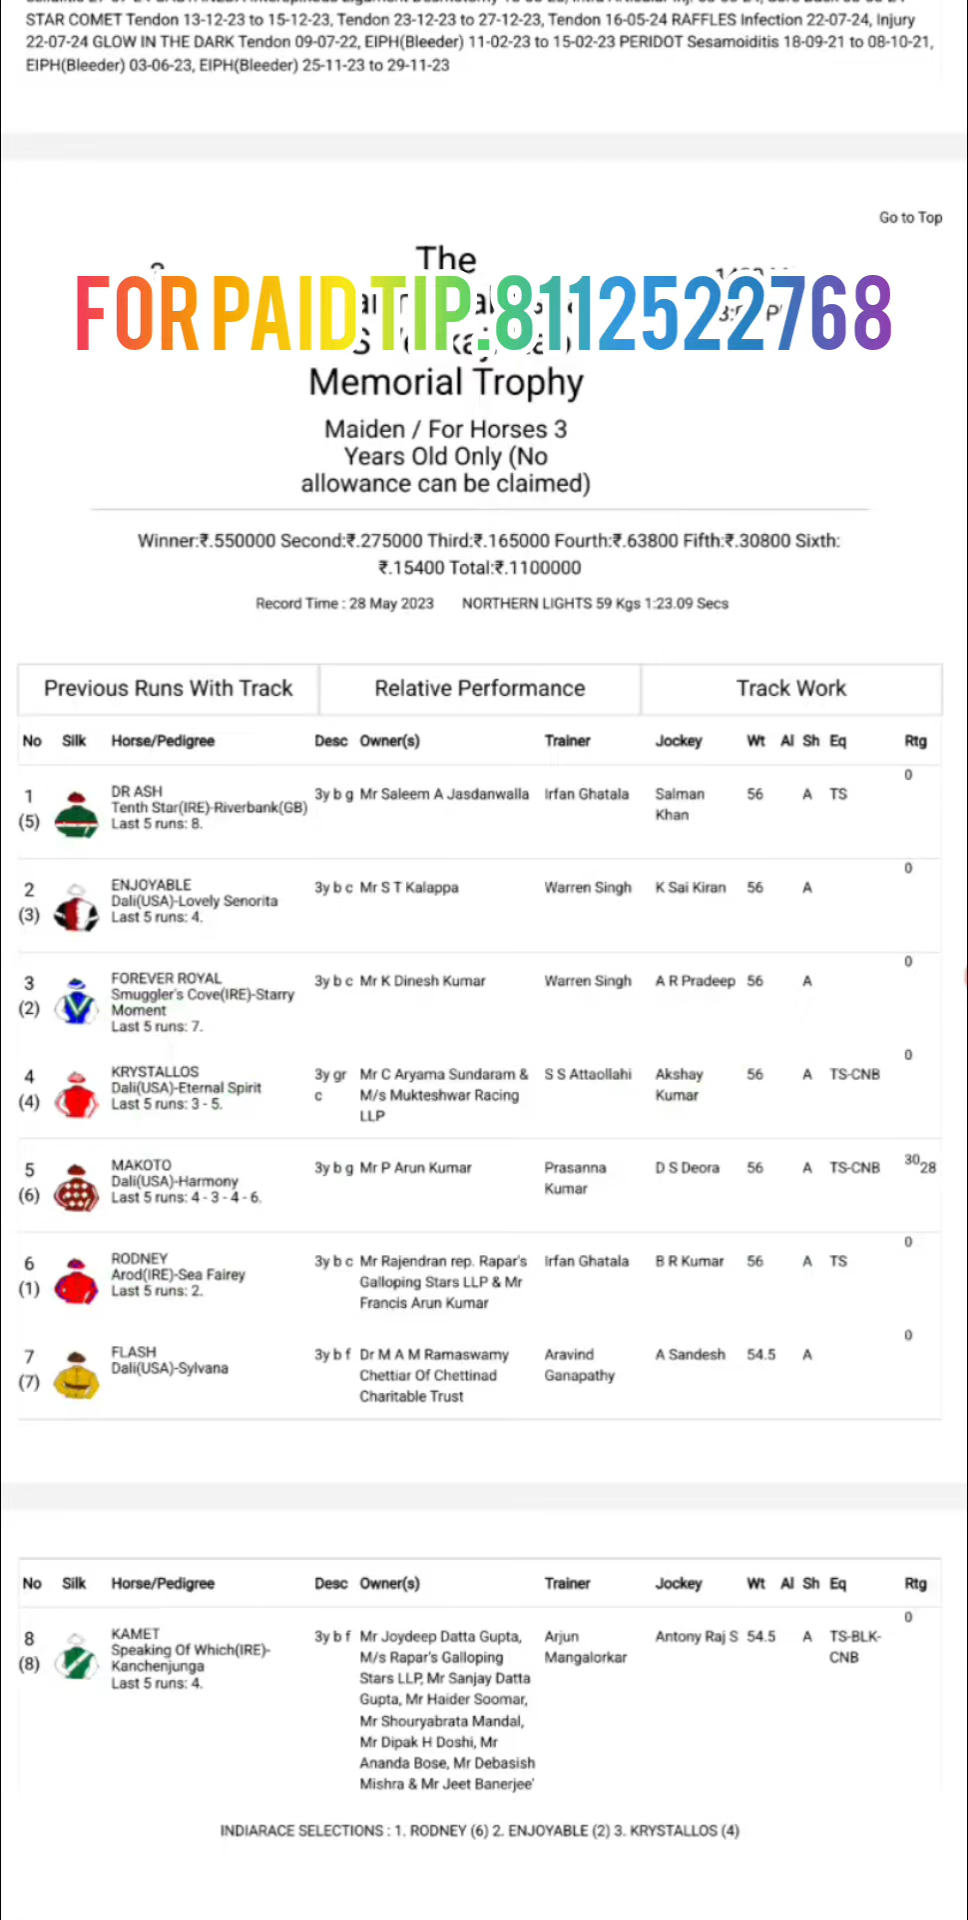 STAR COMET Tendon 13-12-23 to 15-12-23, Tendon 23-12-23 to 27-12-23, Tendon 16-05-24 RAFFLES Infection 22-07-24, Injury
22-07-24 GLOW IN THE DARK Tendon 09-07-22, EIPH(Bleeder) 11-02-23 to 15-02-23 PERIDOT Sesamoiditis 18-09-21 to 08-10-21,
EIPH(Bleeder) 03-06-23, EIPH(Bleeder) 25-11-23 to 29-11-23
Go to Top
The
FOR PAID TIP:8112522768
Memorial Trophy
Maiden / For Horses 3
Years Old Only (No
allowance can be claimed)
Winner:₹.550000 Second:₹.275000 Third:₹.165000 Fourth:₹.63800 Fifth:₹.30800 Sixth:
₹.15400 Total:₹.1100000
Record Time : 28 May 2023 NORTHERN LIGHTS 59 Kgs 1:23.09 Secs
Previous Runs With Track Relative Performance Track Work
No Silk Horse/Pedigree Desc Owner(s) Trainer Jockey Wt Al Sh Eq Rtg
0
1 DR ASH 3y b g Mr Saleem A Jasdanwalla Irfan Ghatala Salman 56 A TS
(5) Tenth Star(IRE)-Riverbank(GB) Khan
Last 5 runs: 8.
0
2 ENJOYABLE 3y b c Mr S T Kalappa Warren Singh K Sai Kiran 56 A
(3) Dali(USA)-Lovely Senorita
Last 5 runs: 4.
0
3 FOREVER ROYAL 3y b c Mr K Dinesh Kumar Warren Singh A R Pradeep 56 A
(2) Smuggler's Cove(IRE)-Starry
Moment
Last 5 runs: 7.
0
4 KRYSTALLOS 3y gr Mr C Aryama Sundaram & S S Attaollahi Akshay 56 A TS-CNB
(4) Dali(USA)-Eternal Spirit c M/s Mukteshwar Racing Kumar
Last 5 runs: 3 - 5. LLP
5 MAKOTO 3y b g Mr P Arun Kumar Prasanna D S Deora 56 A TS-CNB 30 28
(6) Dali(USA)-Harmony Kumar
Last 5 runs: 4 - 3 - 4 - 6.
0
6 RODNEY 3y b c Mr Rajendran rep. Rapar's Irfan Ghatala B R Kumar 56 A TS
(1) Arod(IRE)-Sea Fairey Galloping Stars LLP & Mr
Last 5 runs: 2. Francis Arun Kumar
0
7 FLASH 3y b f Dr M A M Ramaswamy Aravind A Sandesh 54.5 A
(7) Dali(USA)-Sylvana Chettiar Of Chettinad Ganapathy
Charitable Trust
No Silk Horse/Pedigree Desc Owner(s) Trainer Jockey Wt Al Sh Eq Rtg
0
8 KAMET 3y b f Mr Joydeep Datta Gupta, Arjun Antony Raj S 54.5 A TS-BLK-
(8) Speaking Of Which(IRE)- M/s Rapar's Galloping Mangalorkar CNB
Kanchenjunga Stars LLP, Mr Sanjay Datta
Last 5 runs: 4. Gupta, Mr Haider Soomar,
Mr Shouryabrata Mandal,
Mr Dipak H Doshi, Mr
Ananda Bose, Mr Debasish
Mishra & Mr Jeet Banerjee'
INDIARACE SELECTIONS : 1. RODNEY (6) 2. ENJOYABLE (2) 3. KRYSTALLOS (4)